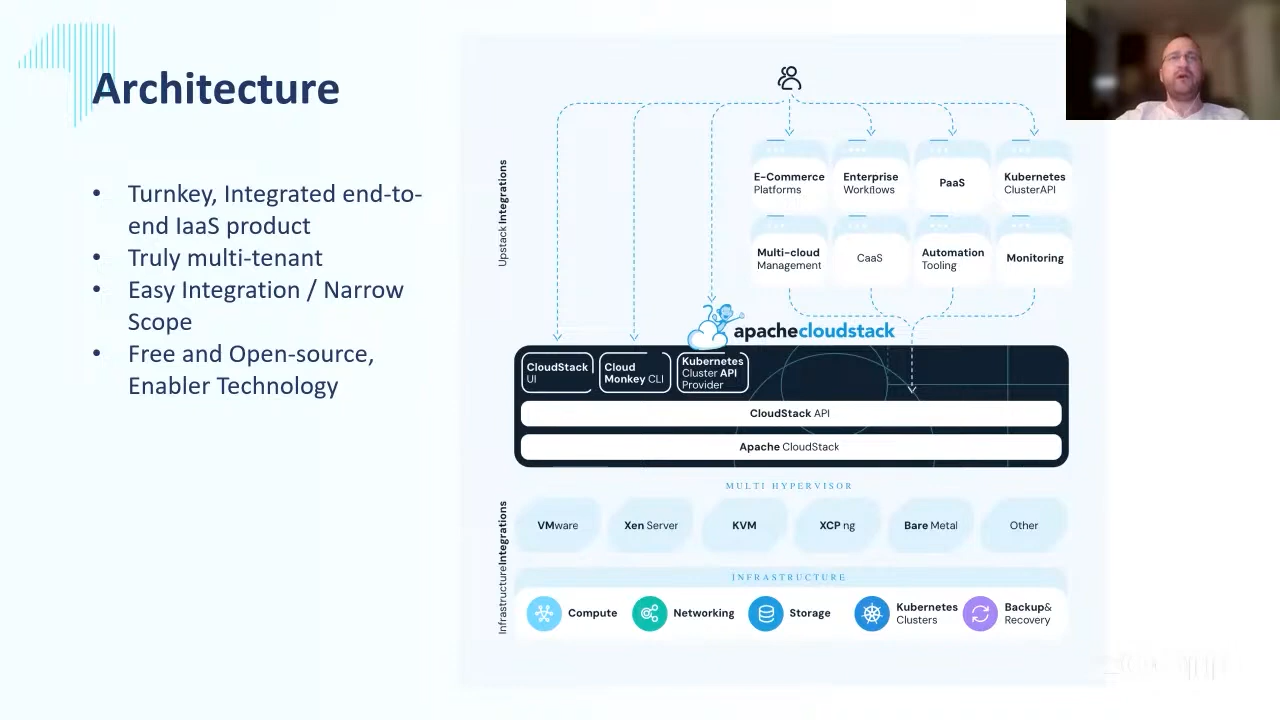 Architecture
• Turnkey, Integrated end-to-
end IaaS product
• Truly multi-tenant
• Easy Integration / Narrow
Scope
• Free and Open-source,
Enabler Technology
Upstack Integrations
E-Commerce
Platforms
Enterprise
Workflows
PaaS
Kubernetes
ClusterAPI
Multi-cloud
Management
CaaS
Automation
Tooling
Monitoring
apachecloudstack
CloudStack
UI
Cloud
Monkey CLI
Kubernetes
Cluster API
Provider
CloudStack API
Apache CloudStack
MULTI HYPERVISOR
InfrastructureIntegrations
VMware
Xen Server
KVM
XCP ng
Bare Metal
Other
INFRASTRUCTURE
Compute
Networking
Storage
Kubernetes
Clusters
Backup&
Recovery